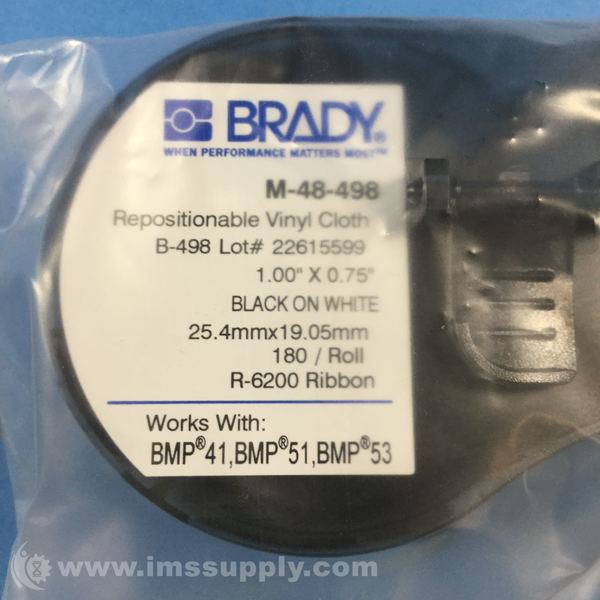 BRADY®
WHEN PERFORMANCE MATTERS MOST™
M-48-498
Repositionable Vinyl Cloth
B-498 Lot# 22615599
1.00" X 0.75"
BLACK ON WHITE
25.4mmx19.05mm
180 / Roll
R-6200 Ribbon
Works With:
BMP®41,BMP®51,BMP®53
www.imssupply.com